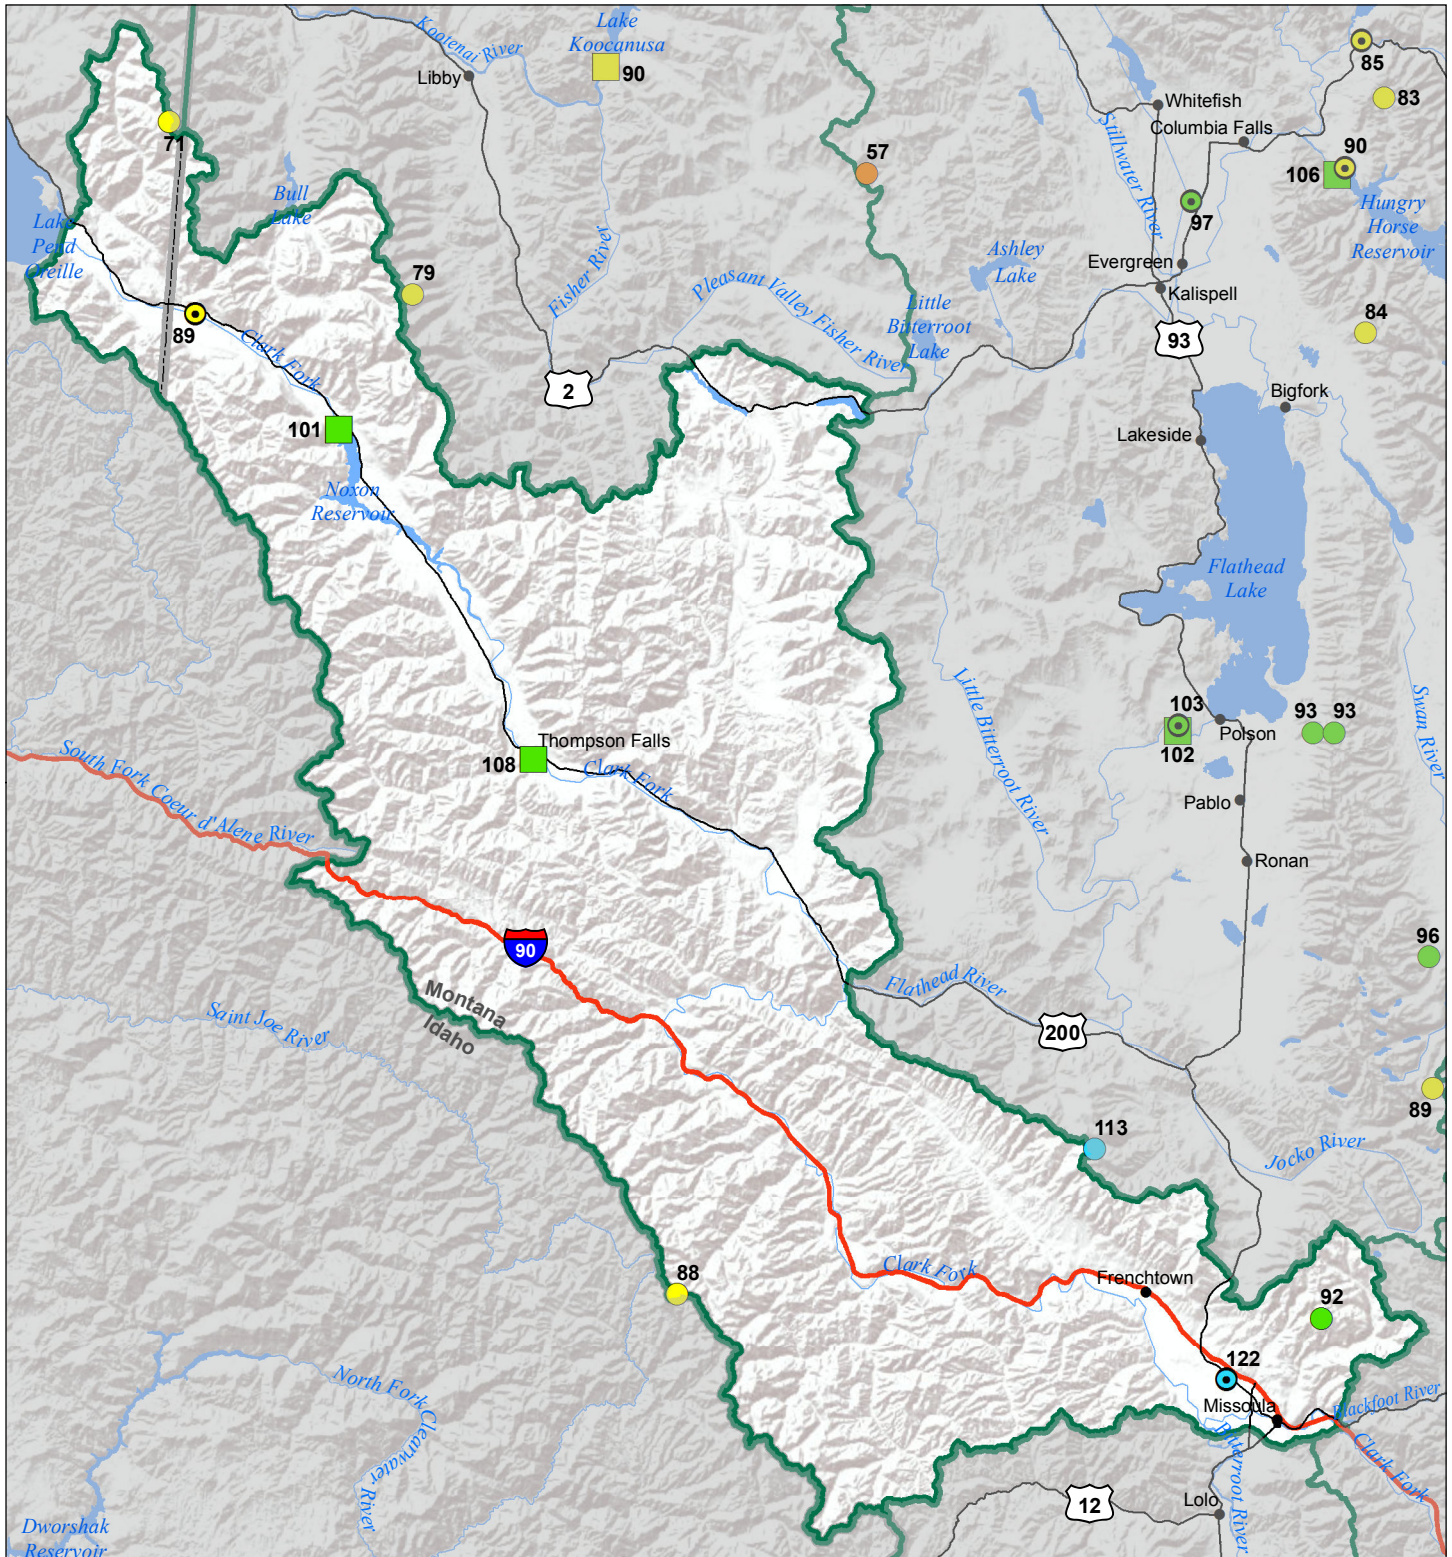 Kootenai River
Lake
Koocanusa
90
Libby
85
83
Whitefish
Columbia Falls
Stillwater River
71
57
90
106
Hungry
Horse
Reservoir
Bull
Lake
97
Lake
Pend
Oreille
Evergreen
Kalispell
Ashley
Lake
79
Fisher River
Pleasant Valley Fisher River
Little
Bitterroot
Lake
93
84
89
Clark Fork
2
Bigfork
101
Lakeside
Noxon
Reservoir
Flathead
Lake
Little Bitterroot River
Swan River
103
102
Polson
93
93
Thompson Falls
108
Clark Fork
South Fork Coeur d'Alene River
Pablo
Ronan
90
96
Montana
Idaho
Flathead River
Saint Joe River
200
89
113
Jocko River
88
Clark Fork
Frenchtown
92
122
Missoula
Blackfoot River
North Fork Clearwater River
Bitterroot River
Clark Fork
12
Lolo
Dworshak
Reservoir